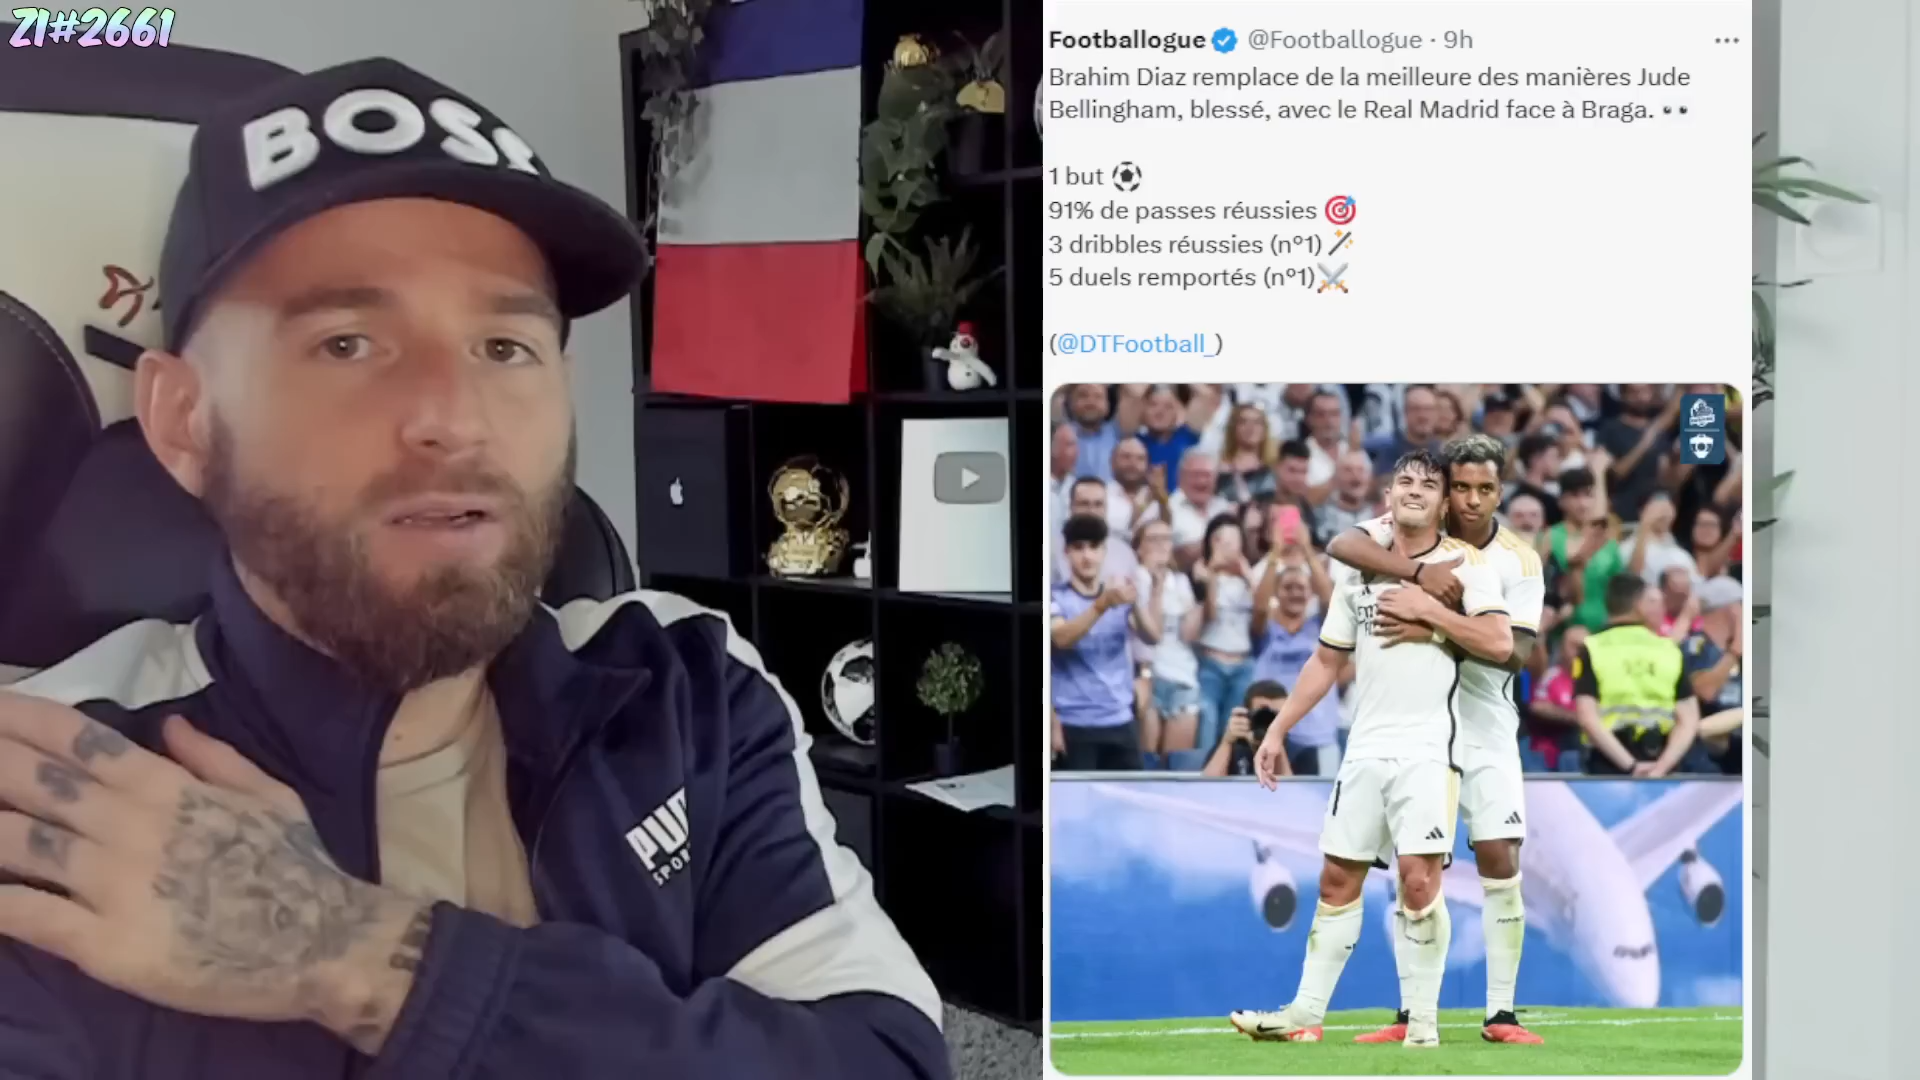 ZI#2661
BOSS
PUMA
SPORT
Footballogue @Footballogue · 9h
Brahim Diaz remplace de la meilleure des manières Jude
Bellingham, blessé, avec le Real Madrid face à Braga. 👀
1 but ⚽
91% de passes réussies 🎯
3 dribbles réussies (n°1) 🪄
5 duels remportés (n°1)⚔️
(@DTFootball_)